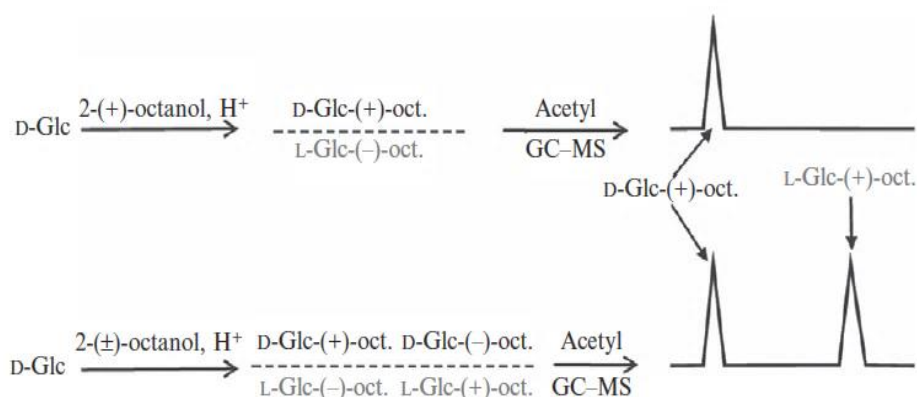 D-Glc
2-(+)-octanol, H⁺
D-Glc-(+)-oct.
L-Glc-(–)-oct.
Acetyl
GC–MS
D-Glc-(+)-oct.
L-Glc-(+)-oct.
D-Glc
2-(±)-octanol, H⁺
D-Glc-(+)-oct. D-Glc-(–)-oct.
L-Glc-(–)-oct. L-Glc-(+)-oct.
Acetyl
GC–MS